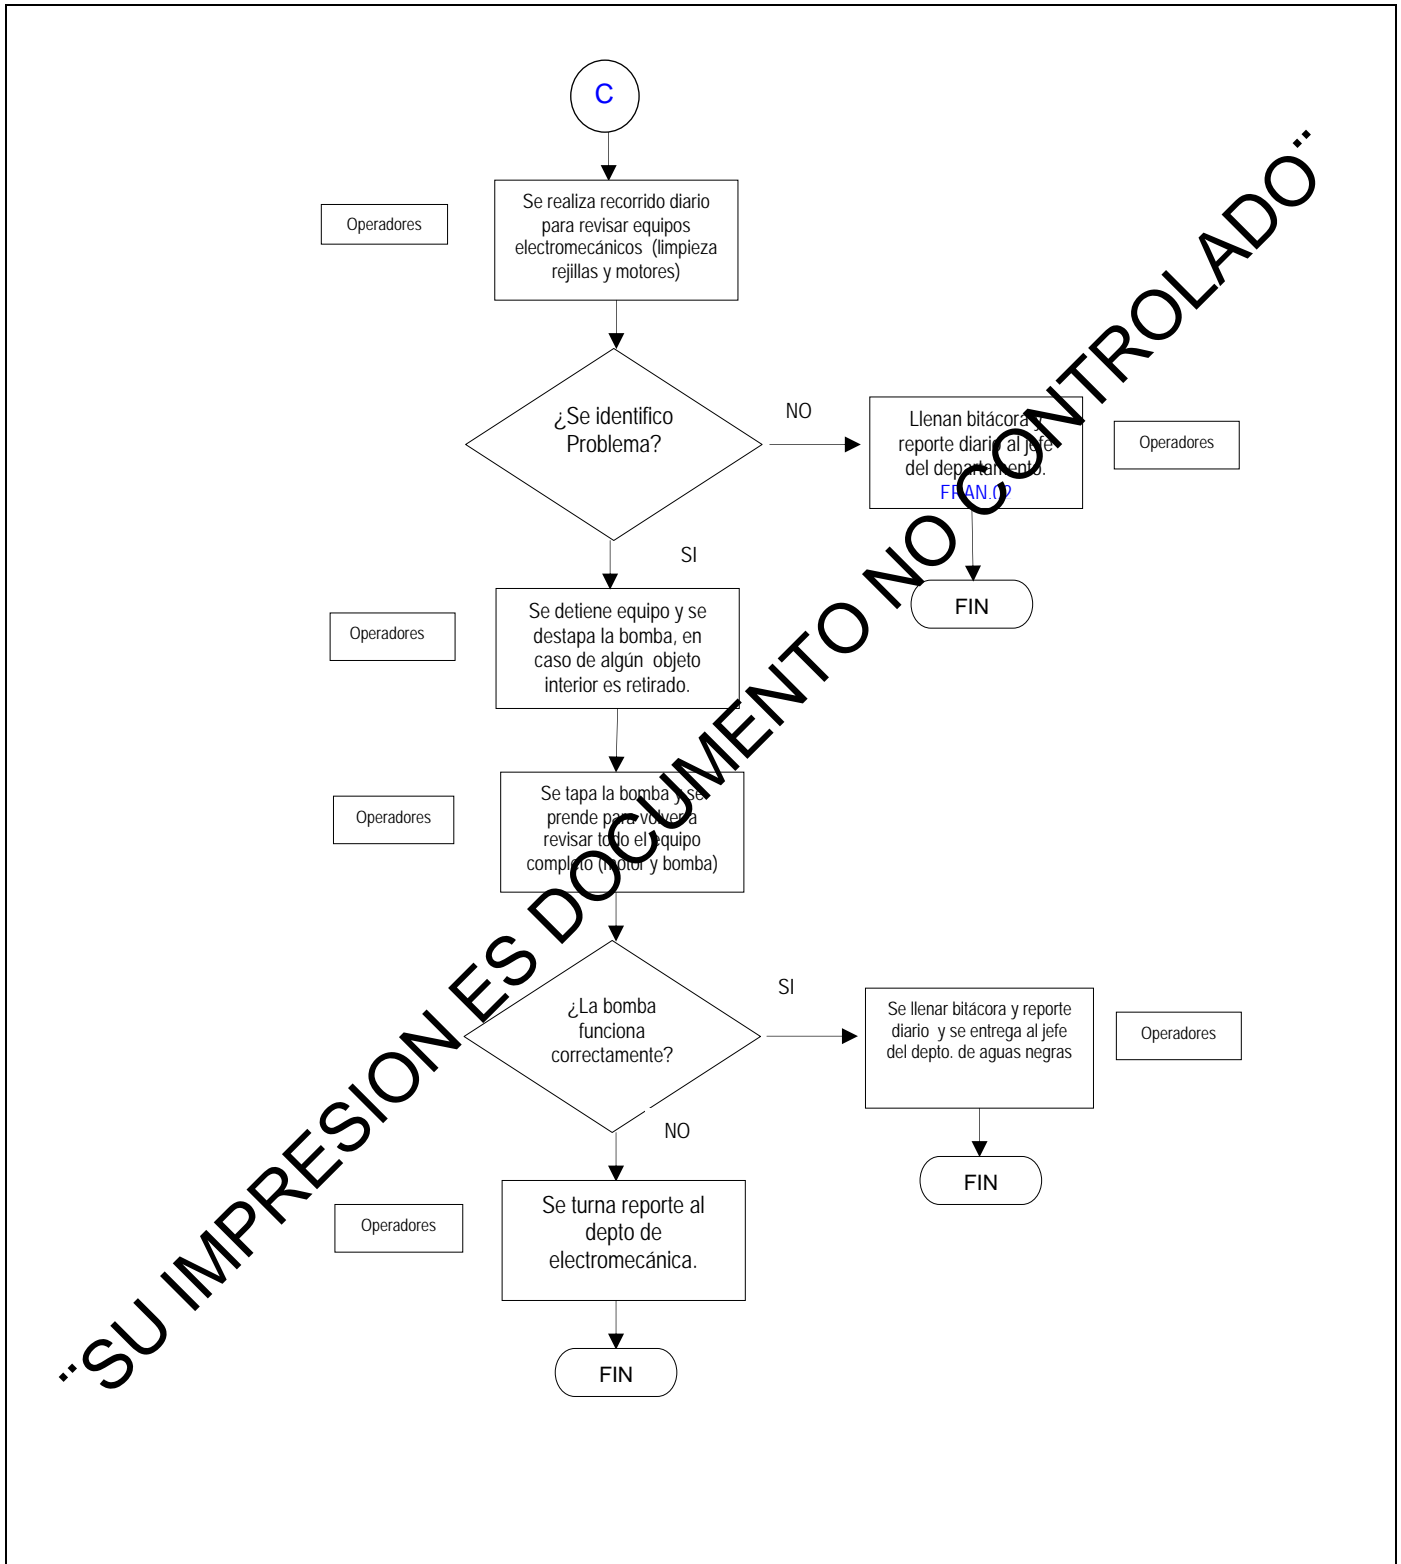 C
Operadores
Se realiza recorrido diario
para revisar equipos
electromecánicos (limpieza
rejillas y motores)
¿Se identifico
Problema?
NO
Llenan bitácora y
reporte diario al jefe
del departamento.
Operadores
FIN
SI
Operadores
Se detiene equipo y se
destapa la bomba, en
caso de algún objeto
interior es retirado.
Operadores
Se tapa la bomba y se
prende para volver a
revisar todo el equipo
completo (motor y bomba)
¿La bomba
funciona
correctamente?
SI
Se llenar bitácora y reporte
diario y se entrega al jefe
del depto. de aguas negras
Operadores
FIN
NO
Operadores
Se turna reporte al
depto de
electromecánica.
FIN
¨SU IMPRESION ES DOCUMENTO NO CONTROLADO¨